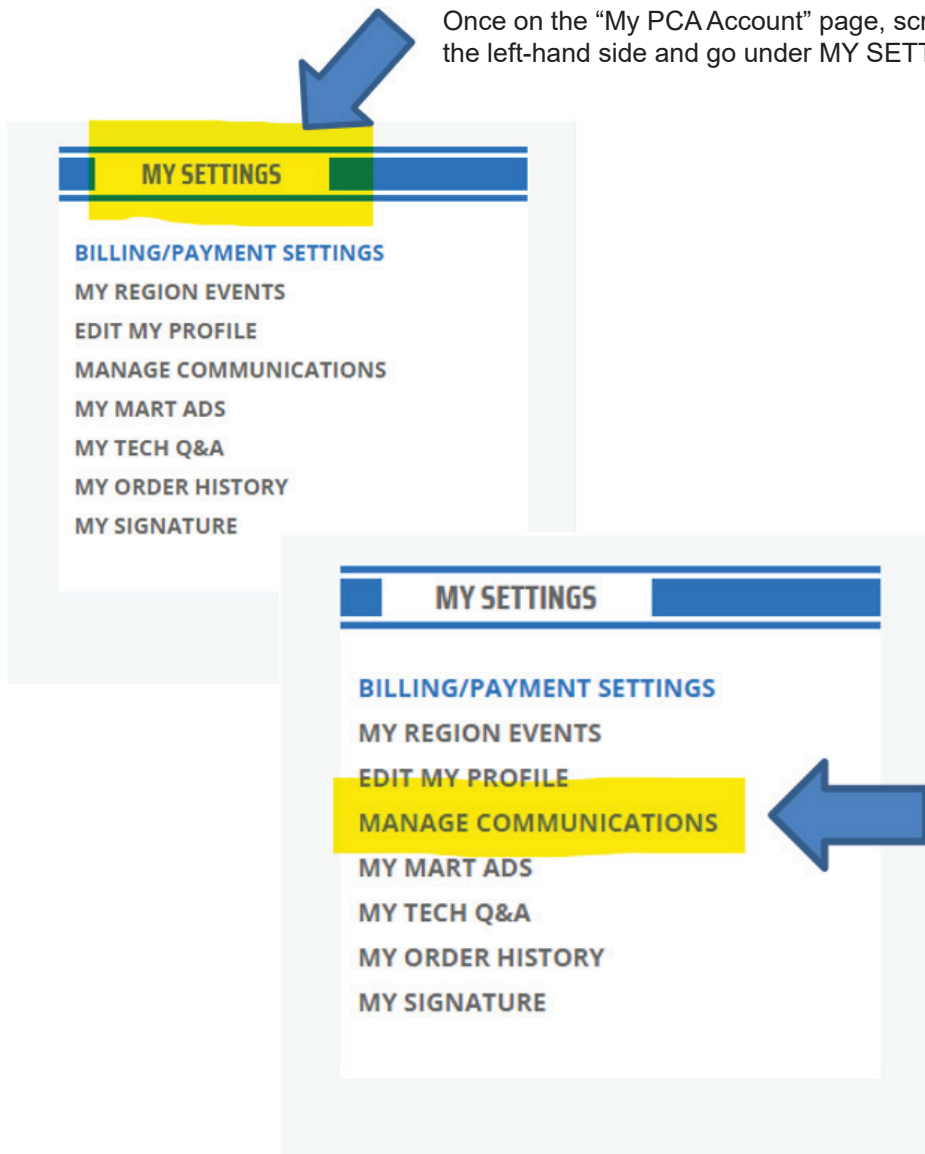 Once on the “My PCA Account” page,
the left-hand side and go under MY
MY SETTINGS
BILLING/PAYMENT SETTINGS
MY REGION EVENTS
EDIT MY PROFILE
MANAGE COMMUNICATIONS
MY MART ADS
MY TECH Q&A
MY ORDER HISTORY
MY SIGNATURE
MY SETTINGS
BILLING/PAYMENT SETTINGS
MY REGION EVENTS
EDIT MY PROFILE
MANAGE COMMUNICATIONS
MY MART ADS
MY TECH Q&A
MY ORDER HISTORY
MY SIGNATURE